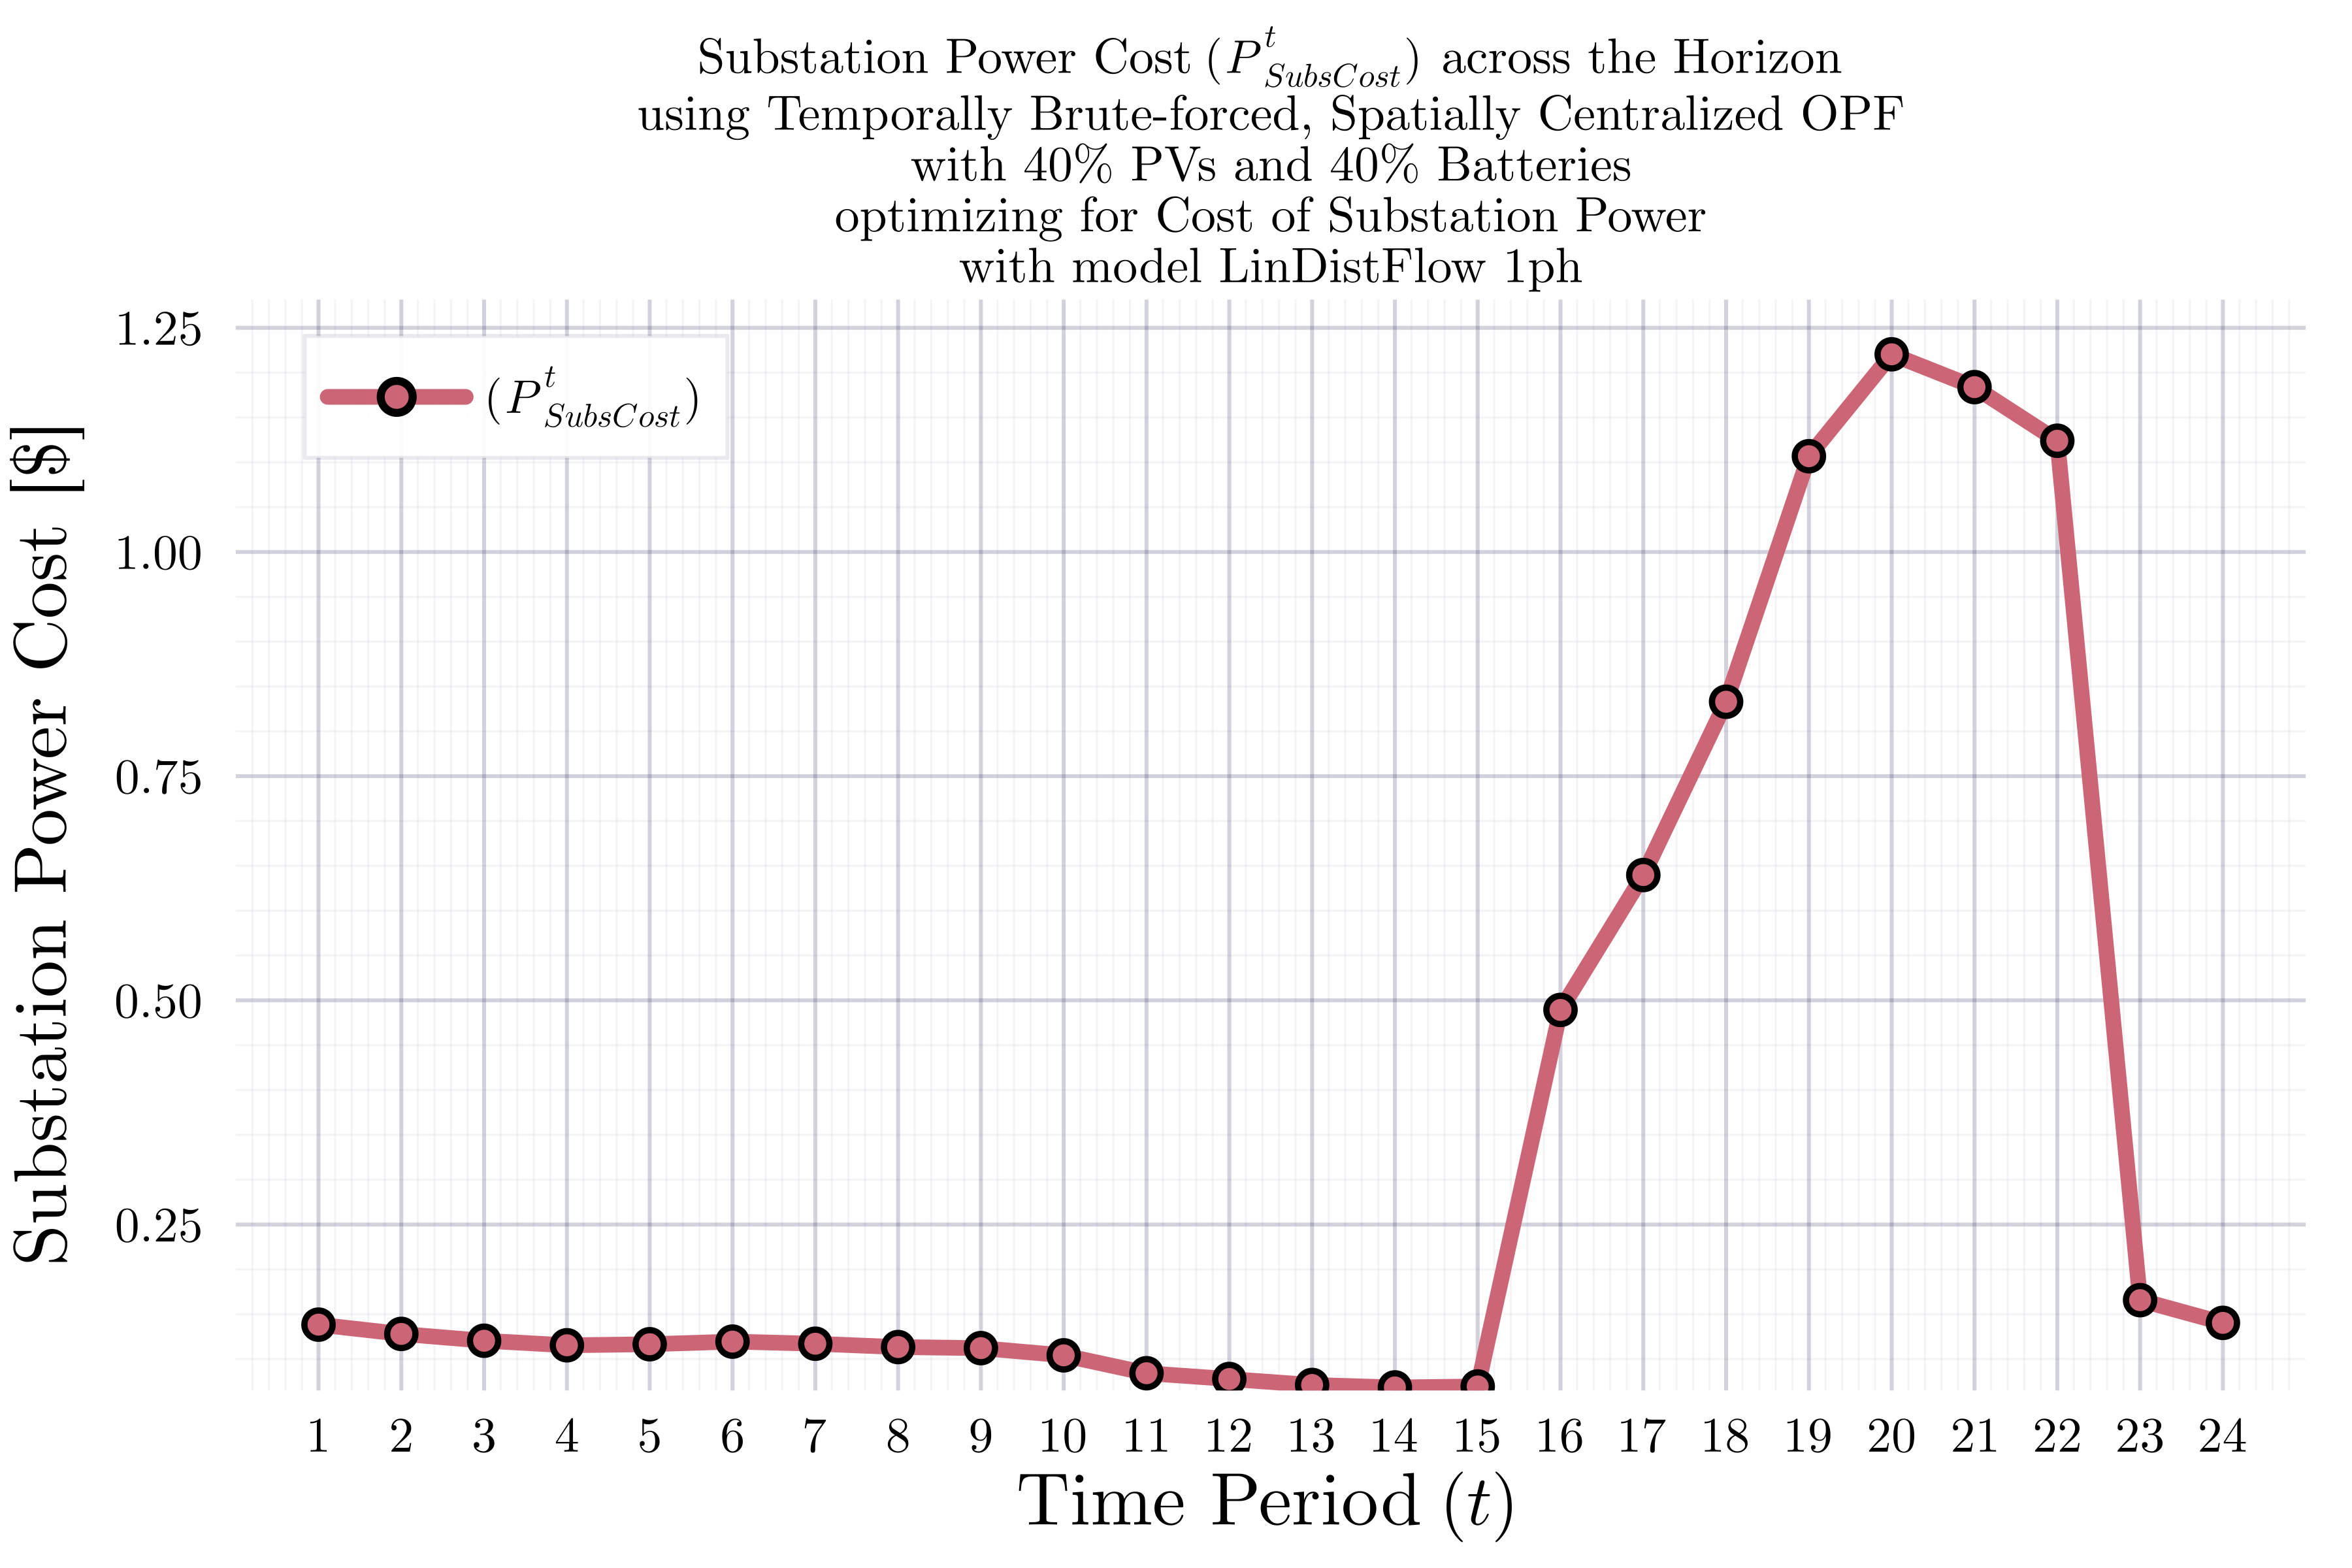 Substation Power Cost (P^t_SubsCost) across the Horizon
using Temporally Brute-forced, Spatially Centralized OPF
with 40% PVs and 40% Batteries
optimizing for Cost of Substation Power
with model LinDistFlow 1ph
(P^t_SubsCost)
Substation Power Cost [$]
1.25
1.00
0.75
0.50
0.25
1 2 3 4 5 6 7 8 9 10 11 12 13 14 15 16 17 18 19 20 21 22 23 24
Time Period (t)